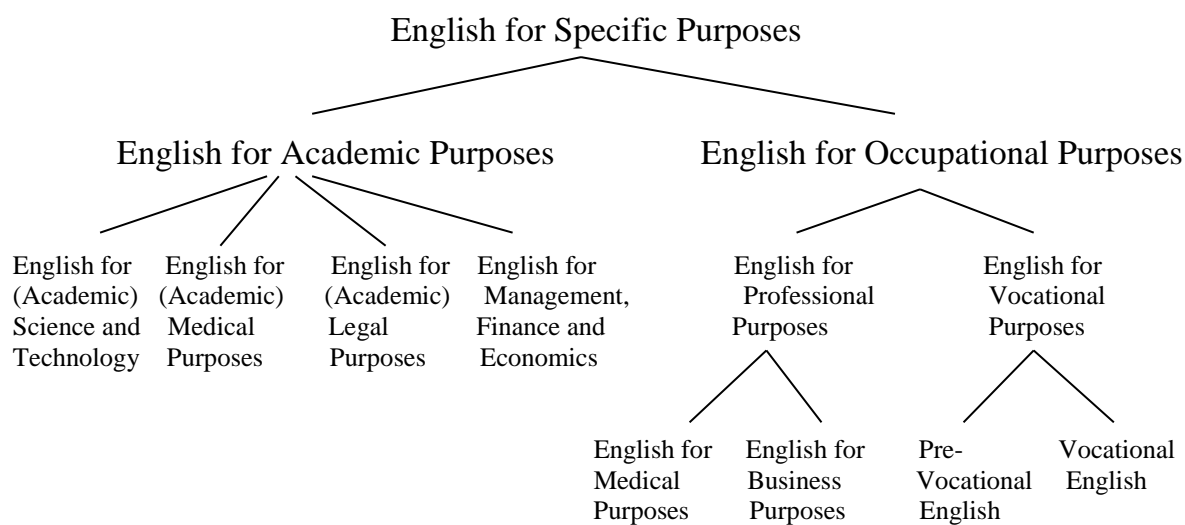 English for Specific Purposes
English for Academic Purposes
English for Occupational Purposes
English for
(Academic)
Science and
Technology
English for
(Academic)
Medical
Purposes
English for
(Academic)
Legal
Purposes
English for
Management,
Finance and
Economics
English for
Professional
Purposes
English for
Vocational
Purposes
English for
Medical
Purposes
English for
Business
Purposes
Pre-
Vocational
English
Vocational
English